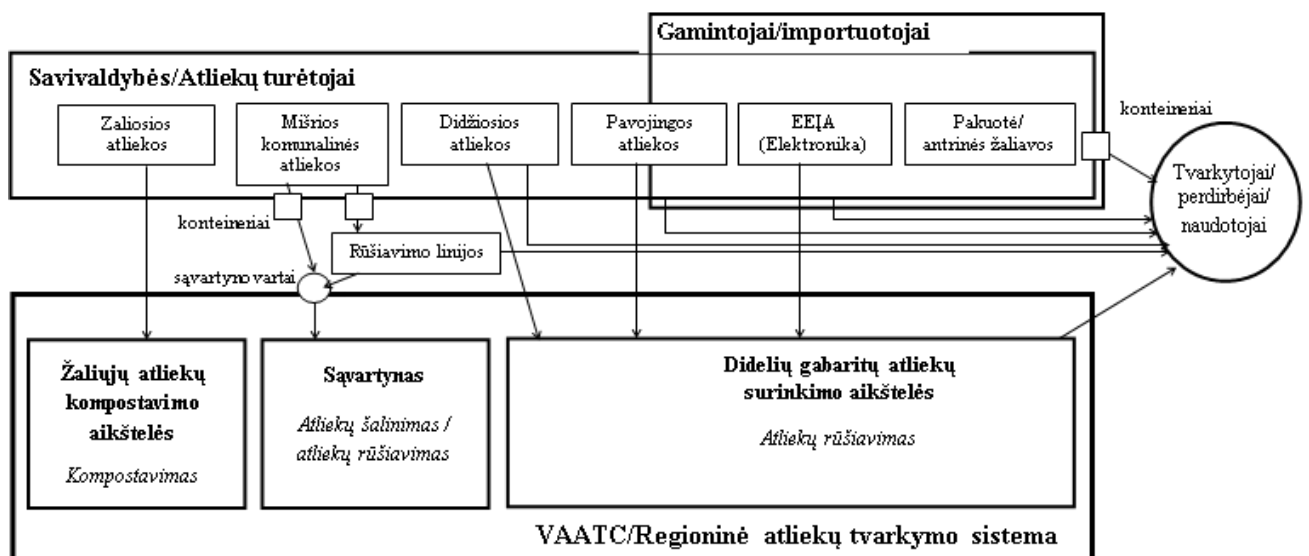 Gamintojai/importuotojai
Savivaldybės/Atliekų turėtojai
Zaliosios
atliekos
Mišrios
komunalinės
atliekos
Didžiosios
atliekos
Pavojingos
atliekos
EEĮA
(Elektronika)
Pakuotė/
antrinės žaliavos
konteineriai
Tvarkytojai/
perdirbėjai/
naudotojai
konteineriai
Rūšiavimo linijos
sąvartyno vartai
Žaliųjų atliekų
kompostavimo
aikštelės
Kompostavimas
Sąvartynas
Atliekų šalinimas /
atliekų rūšiavimas
Didelių gabaritų atliekų
surinkimo aikštelės
Atliekų rūšiavimas
VAATC/Regioninė atliekų tvarkymo sistema